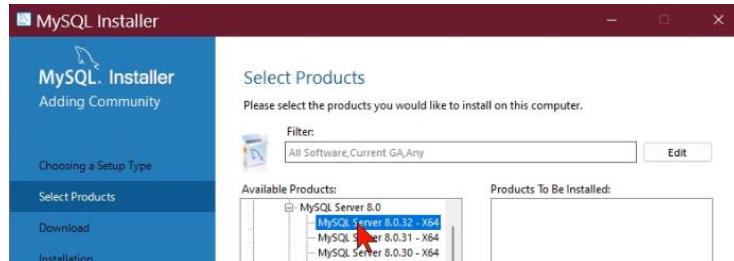 MySQL Installer
MySQL. Installer
Adding Community
Choosing a Setup Type
Select Products
Download
Installation
Select Products
Please select the products you would like to install on this computer.
Filter:
All Software,Current GA,Any
Edit
Available Products:
Products To Be Installed:
MySQL Server 8.0
MySQL Server 8.0.32 - X64
MySQL Server 8.0.31 - X64
MySQL Server 8.0.30 - X64